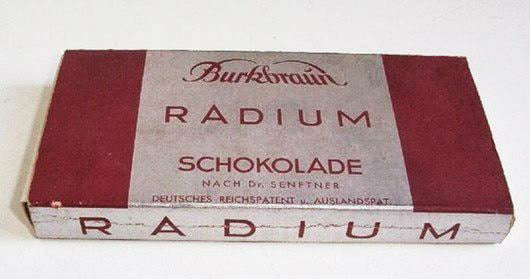 Burkbraun
RADIUM
SCHOKOLADE
NACH Dr. SENFTNER
DEUTSCHES REICHSPATENT u. AUSLANDSPAT.
RADIUM